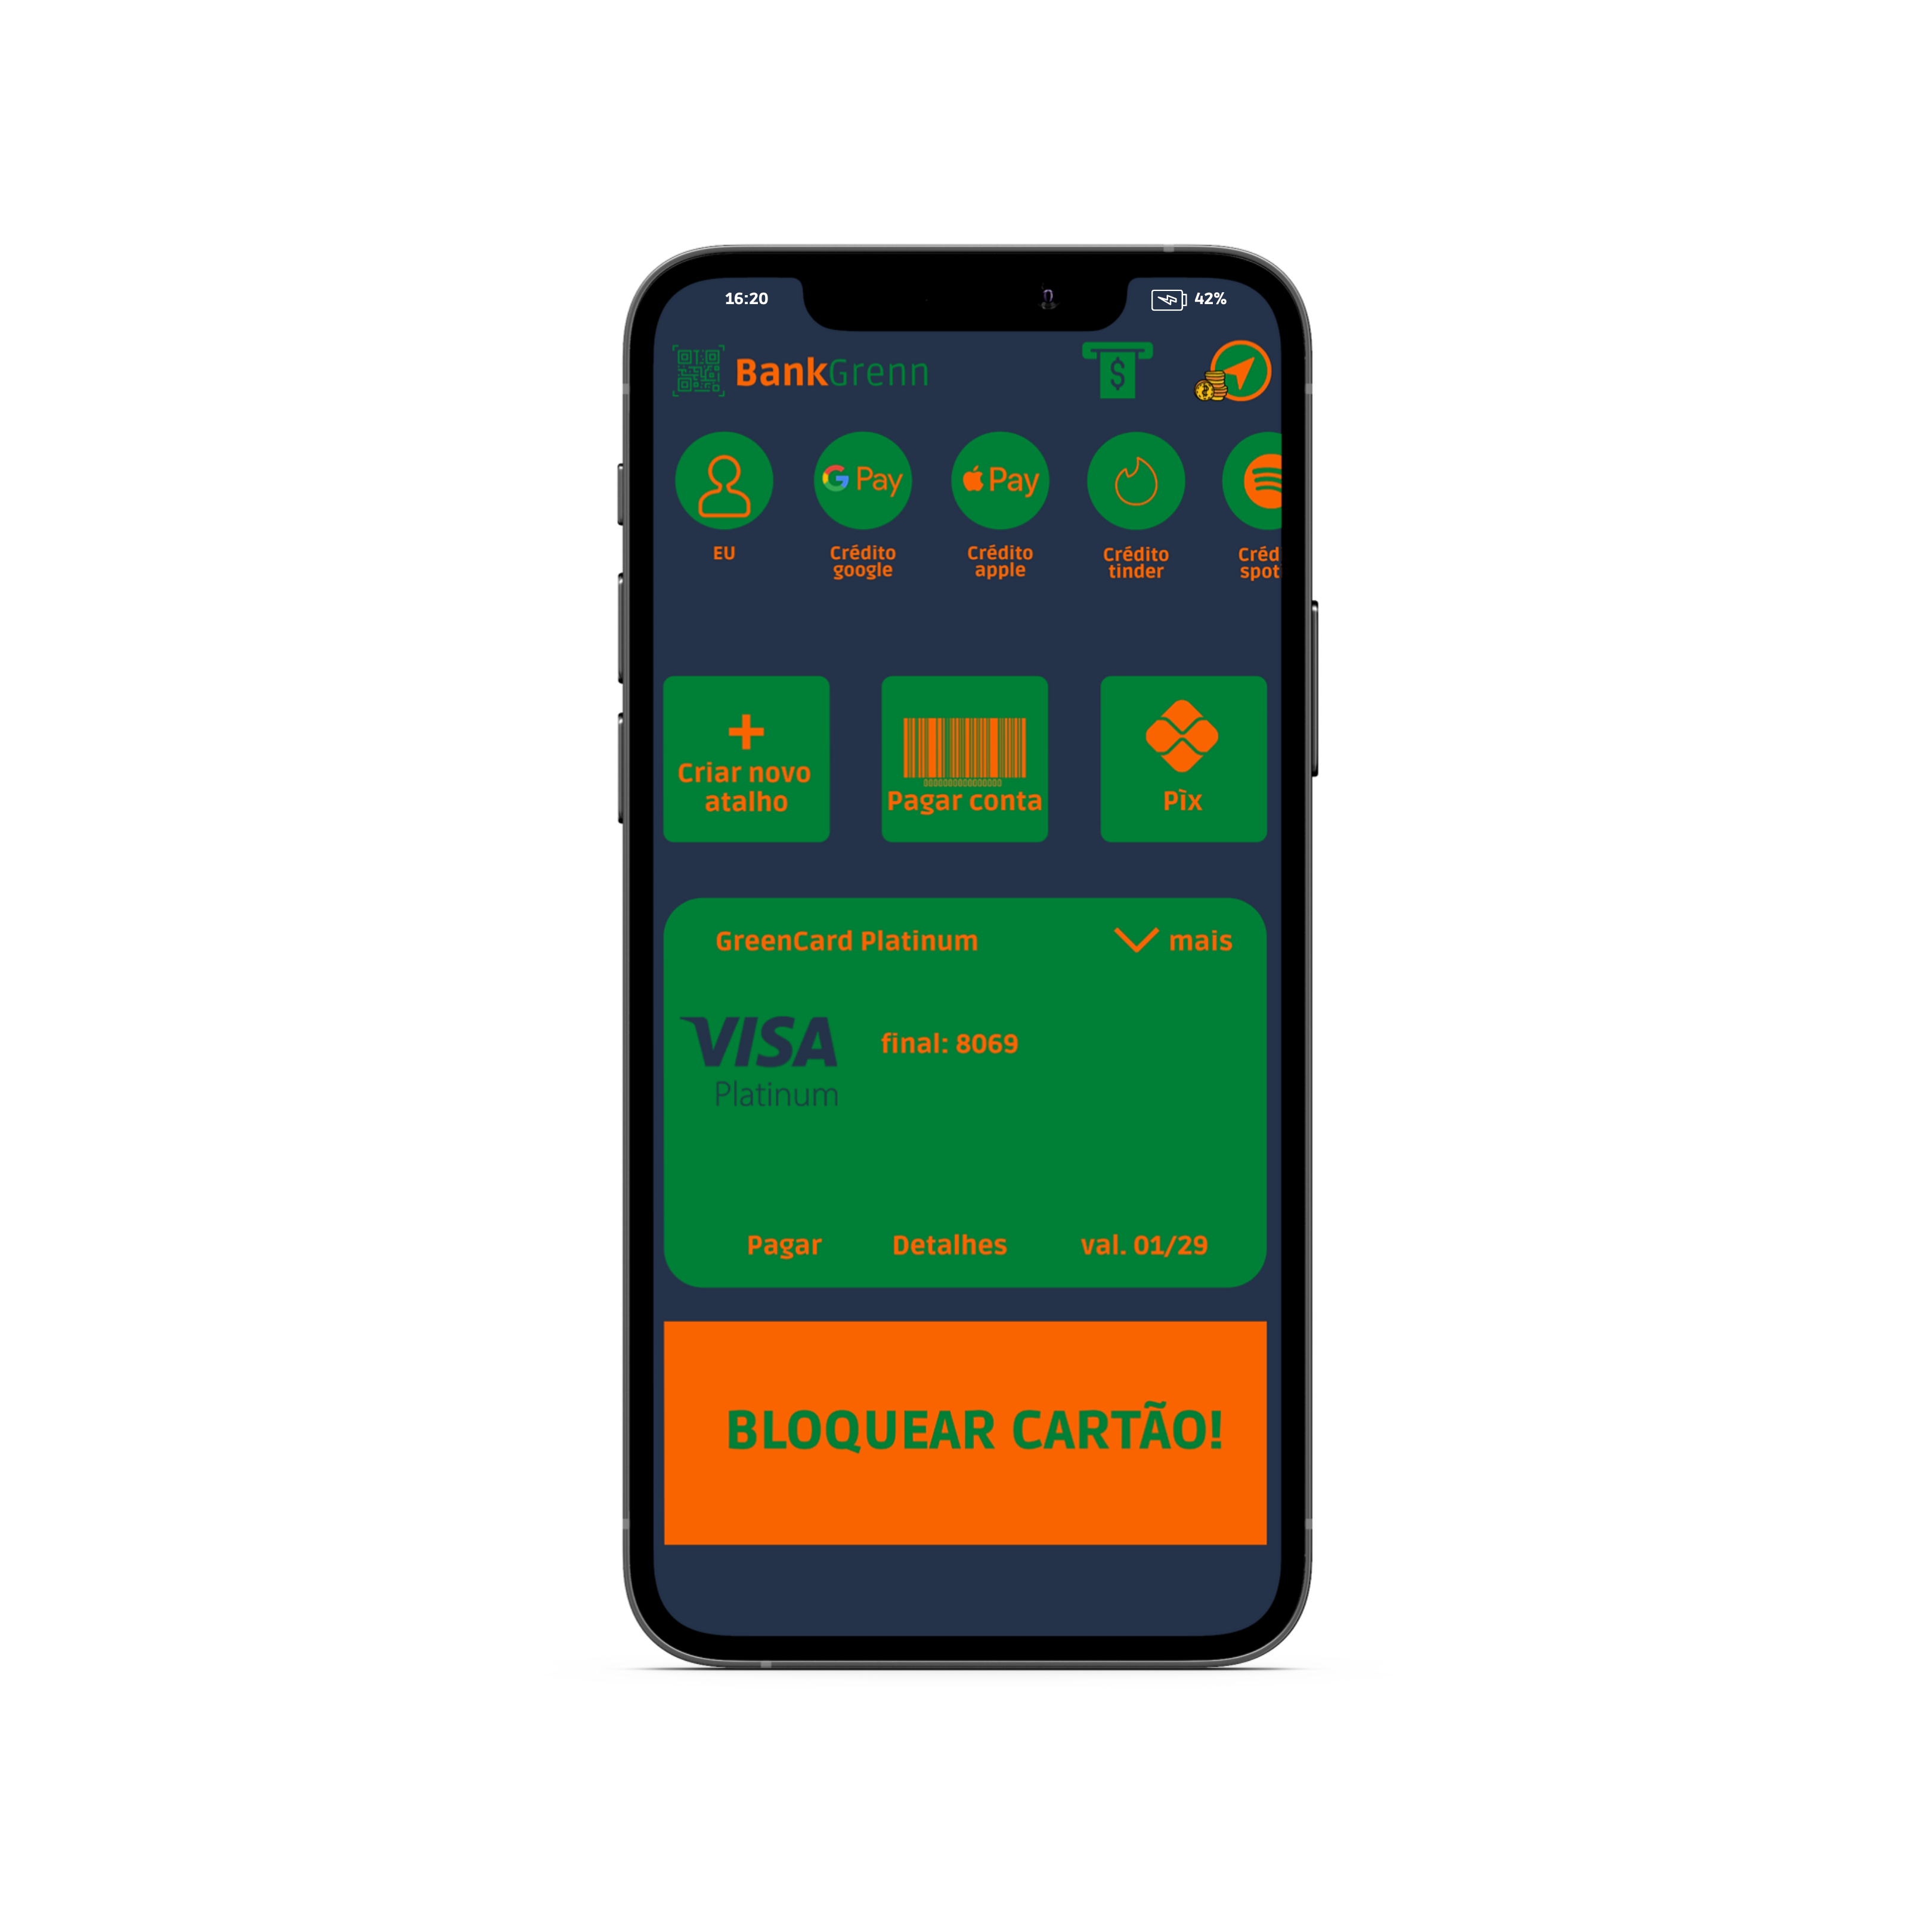 16:20
42%
BankGrenn
$
G Pay
Pay
EU
Crédito
google
Crédito
apple
Crédito
tinder
Créd
spot
+
Criar novo
atalho
Pagar conta
Pìx
GreenCard Platinum
mais
VISA
Platinum
final: 8069
Pagar
Detalhes
val. 01/29
BLOQUEAR CARTÃO!